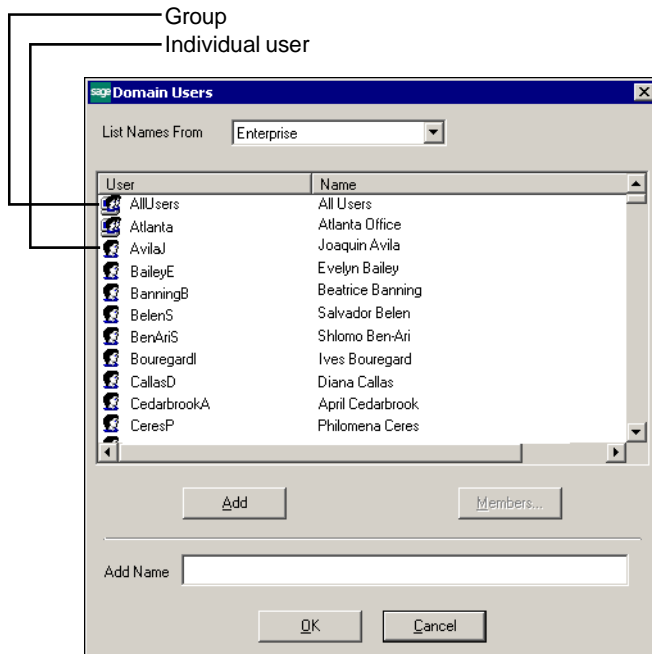 Group
Individual user
sage Domain Users
List Names From Enterprise
User Name
AllUsers All Users
Atlanta Atlanta Office
AvilaJ Joaquin Avila
BaileyE Evelyn Bailey
BanningB Beatrice Banning
BelenS Salvador Belen
BenAriS Shlomo Ben-Ari
BouregardI Ives Bouregard
CallasD Diana Callas
CedarbrookA April Cedarbrook
CeresP Philomena Ceres
Add Members...
Add Name
OK Cancel